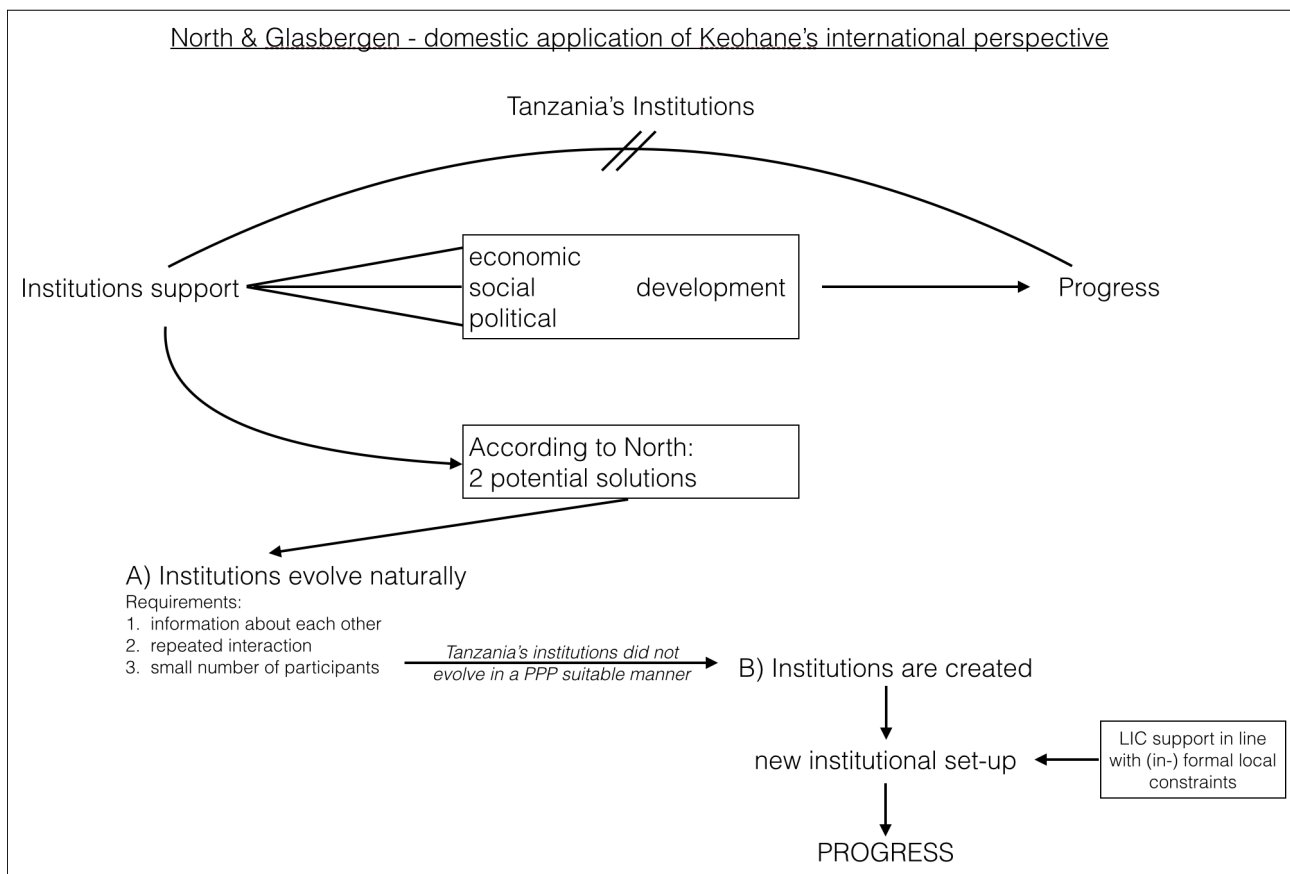 North & Glasbergen - domestic application of Keohane's international perspective
Tanzania's Institutions
Institutions support
economic
social development
political
Progress
According to North:
2 potential solutions
A) Institutions evolve naturally
Requirements:
1. information about each other
2. repeated interaction
3. small number of participants
Tanzania's institutions did not
evolve in a PPP suitable manner
B) Institutions are created
new institutional set-up
LIC support in line
with (in-) formal local
constraints
PROGRESS